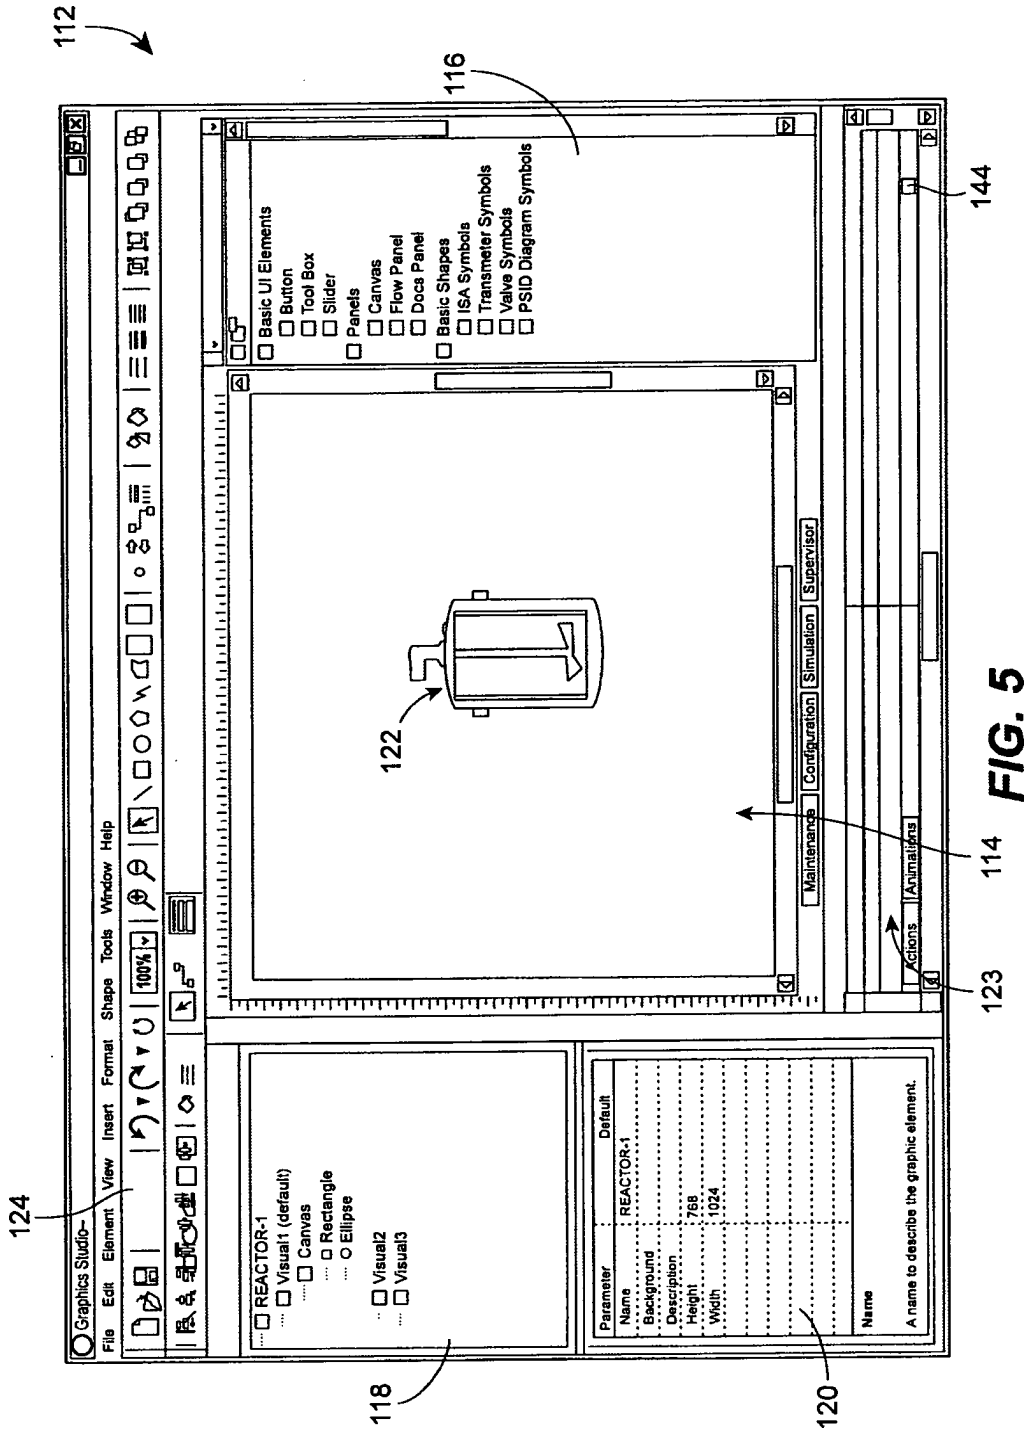 112
124
Graphics Studio–
File Edit Element View Insert Format Shape Tools Window Help
100%
REACTOR-1
Visual1 (default)
Canvas
Rectangle
Ellipse
Visual2
Visual3
118
Parameter Default
Name REACTOR-1
Background
Description
Height 768
Width 1024
Name
A name to describe the graphic element.
120
122
114
Maintenance Configuration Simulation Supervisor
Basic UI Elements
Button
Tool Box
Slider
Panels
Canvas
Flow Panel
Docs Panel
Basic Shapes
ISA Symbols
Transmeter Symbols
Valve Symbols
PSID Diagram Symbols
116
Actions Animations
123
144
FIG. 5